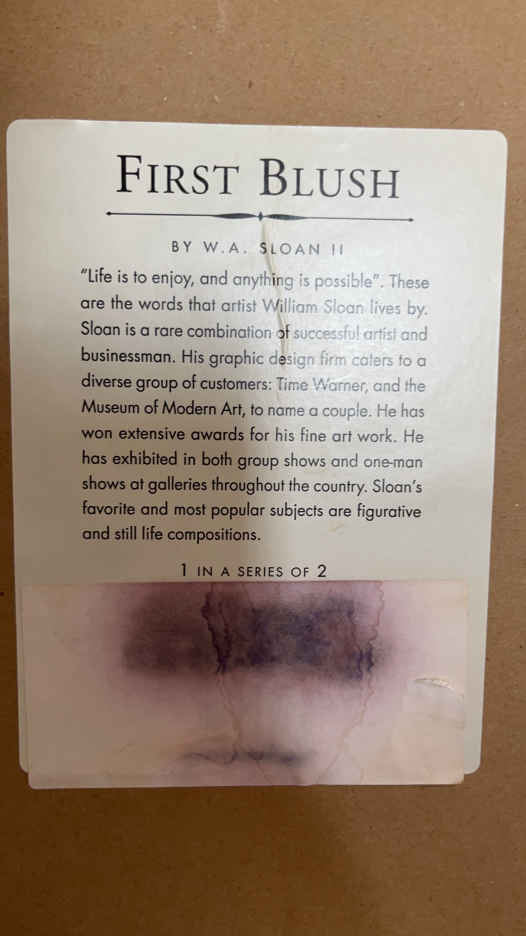 FIRST BLUSH
BY W.A. SLOAN II
“Life is to enjoy, and anything is possible”. These
are the words that artist William Sloan lives by.
Sloan is a rare combination of successful artist and
businessman. His graphic design firm caters to a
diverse group of customers: Time Warner, and the
Museum of Modern Art, to name a couple. He has
won extensive awards for his fine art work. He
has exhibited in both group shows and one-man
shows at galleries throughout the country. Sloan’s
favorite and most popular subjects are figurative
and still life compositions.
1 IN A SERIES OF 2